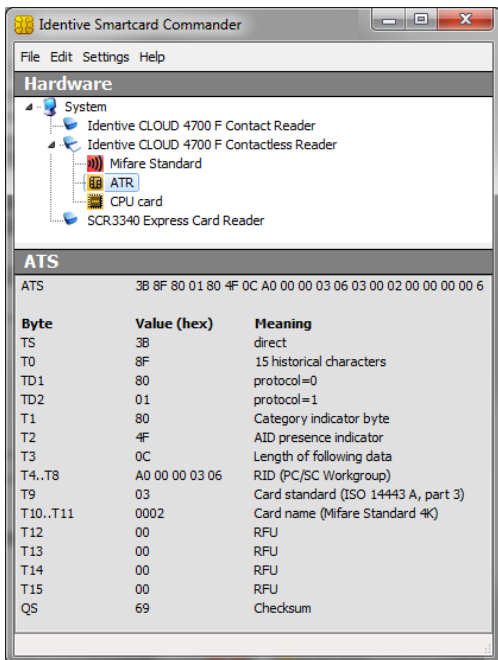 Identive Smartcard Commander
File Edit Settings Help
Hardware
System
Identive CLOUD 4700 F Contact Reader
Identive CLOUD 4700 F Contactless Reader
Mifare Standard
ATR
CPU card
SCR3340 Express Card Reader
ATS
ATS 3B 8F 80 01 80 4F 0C A0 00 00 03 06 03 00 02 00 00 00 00 6
Byte Value (hex) Meaning
TS 3B direct
T0 8F 15 historical characters
TD1 80 protocol=0
TD2 01 protocol=1
T1 80 Category indicator byte
T2 4F AID presence indicator
T3 0C Length of following data
T4..T8 A0 00 00 03 06 RID (PC/SC Workgroup)
T9 03 Card standard (ISO 14443 A, part 3)
T10..T11 0002 Card name (Mifare Standard 4K)
T12 00 RFU
T13 00 RFU
T14 00 RFU
T15 00 RFU
QS 69 Checksum